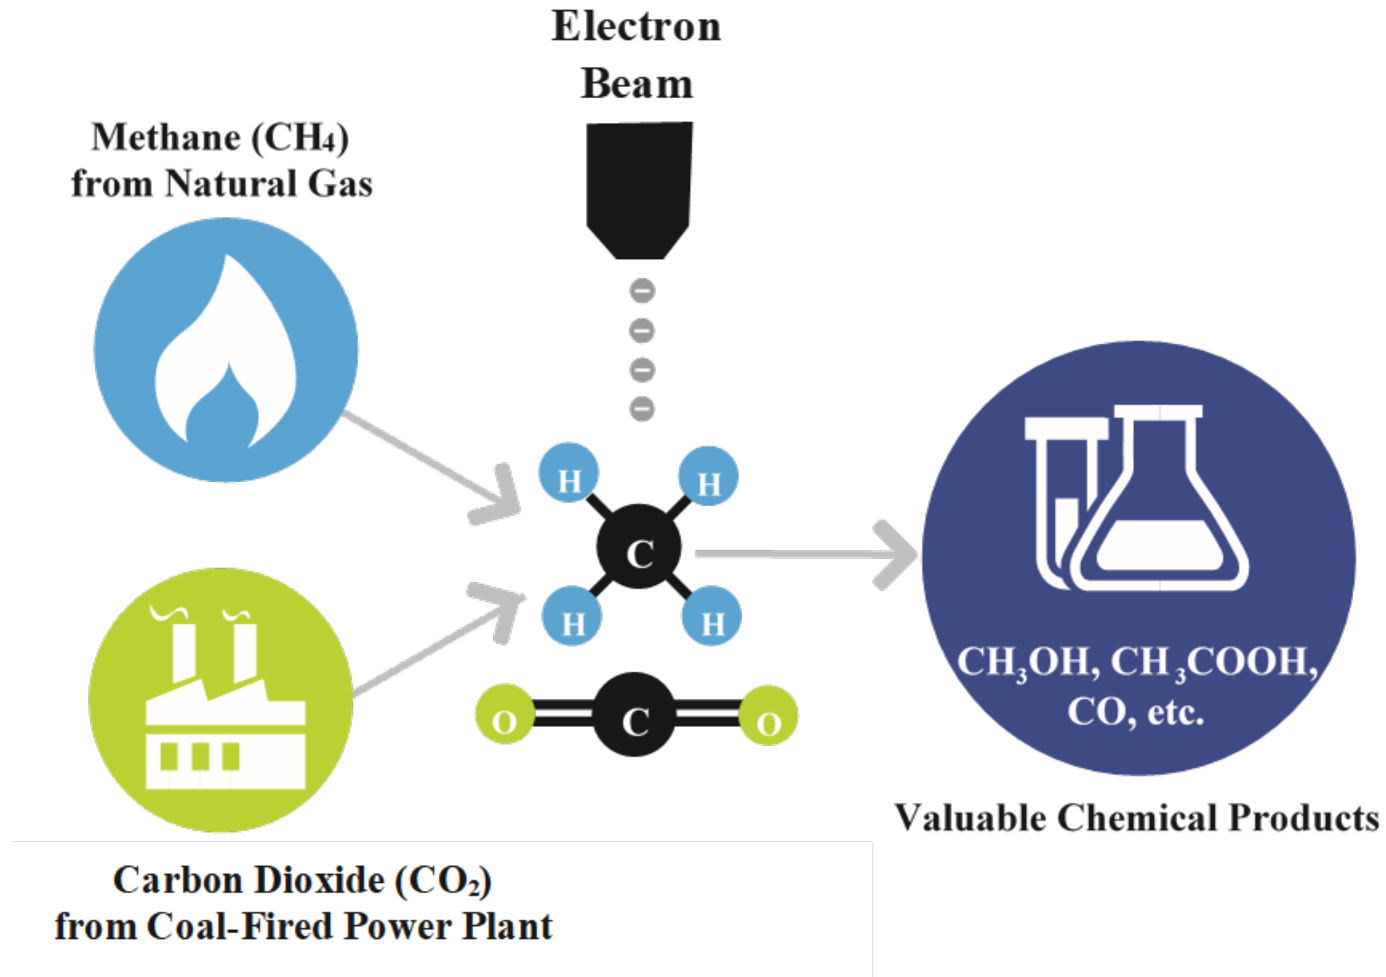 Electron
Beam
Methane (CH₄)
from Natural Gas
H
H
C
H
H
O
C
O
CH₃OH, CH₃COOH,
CO, etc.
Valuable Chemical Products
Carbon Dioxide (CO₂)
from Coal-Fired Power Plant